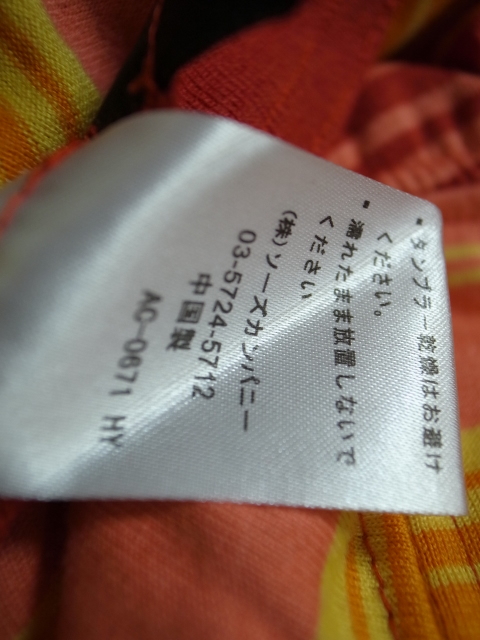 ・タンブラー乾燥はお避け
ください。
・濡れたまま放置しないで
ください
(株)ソーズカンパニー
03-5724-5712
中国製
AG-0671 HY